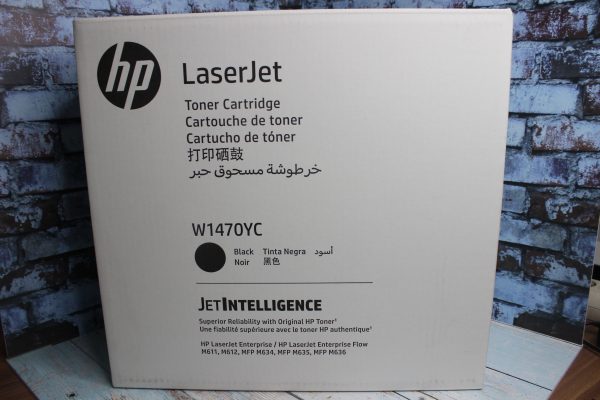 hp
LaserJet
Toner Cartridge
Cartouche de toner
Cartucho de tóner
打印硒鼓
خرطوشة مسحوق حبر
W1470YC
Black Tinta Negra أسود
Noir 黑色
JETINTELLIGENCE
Superior Reliability with Original HP Toner¹
Une fiabilité supérieure avec le toner HP authentique¹
HP LaserJet Enterprise / HP LaserJet Enterprise Flow
M611, M612, MFP M634, MFP M635, MFP M636